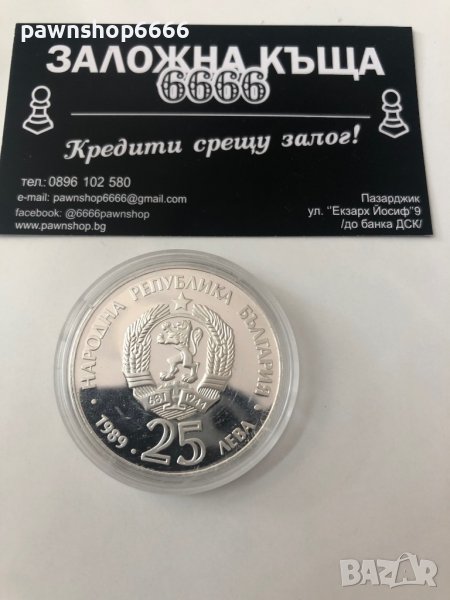 pawnshop6666
ЗАЛОЖНА КЪЩА
6666
Кредити срещу залог!
тел.: 0896 102 580
e-mail: pawnshop6666@gmail.com
facebook: @6666pawnshop
www.pawnshop.bg
Пазарджик
ул. "Екзарх Йосиф"9
/до банка ДСК/
НАРОДНА РЕПУБЛИКА БЪЛГАРИЯ
681 1944
1989 · 25 ЛЕВА
BAZAR